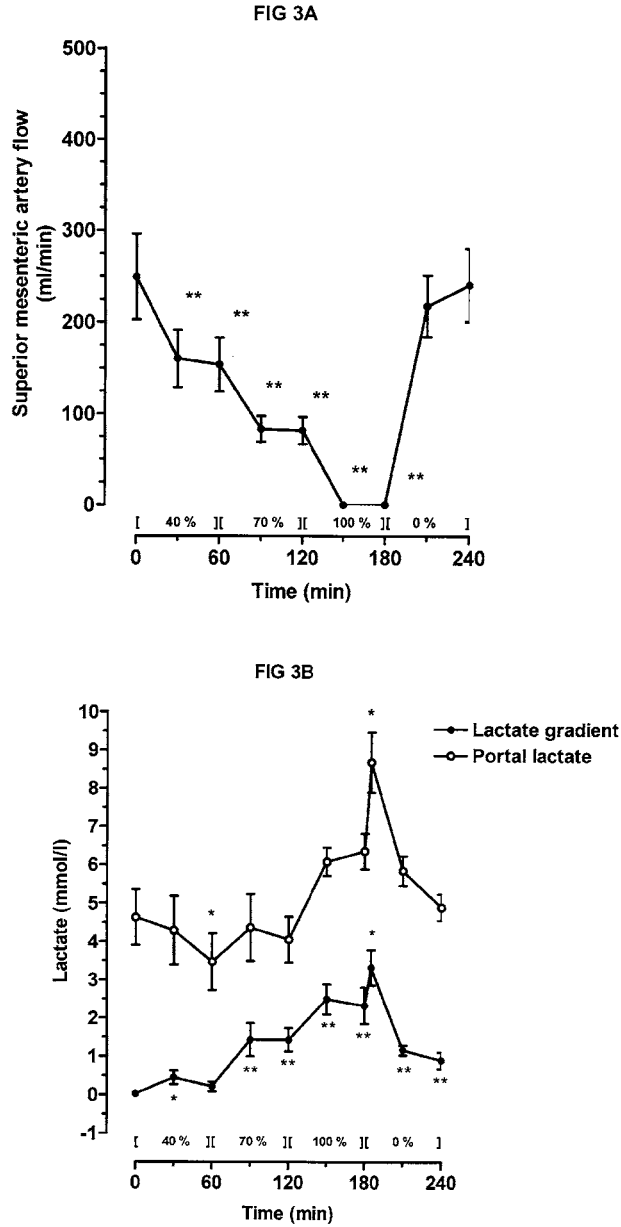 FIG 3A
Superior mesenteric artery flow
(ml/min)
500
400
300
200
100
0
**
**
**
**
**
**
[ 40 % ][ 70 % ][ 100 % ][ 0 % ]
0 60 120 180 240
Time (min)
FIG 3B
Lactate (mmol/l)
10
9
8
7
6
5
4
3
2
1
0
-1
Lactate gradient
Portal lactate
*
*
*
*
**
**
**
**
**
**
[ 40 % ][ 70 % ][ 100 % ][ 0 % ]
0 60 120 180 240
Time (min)